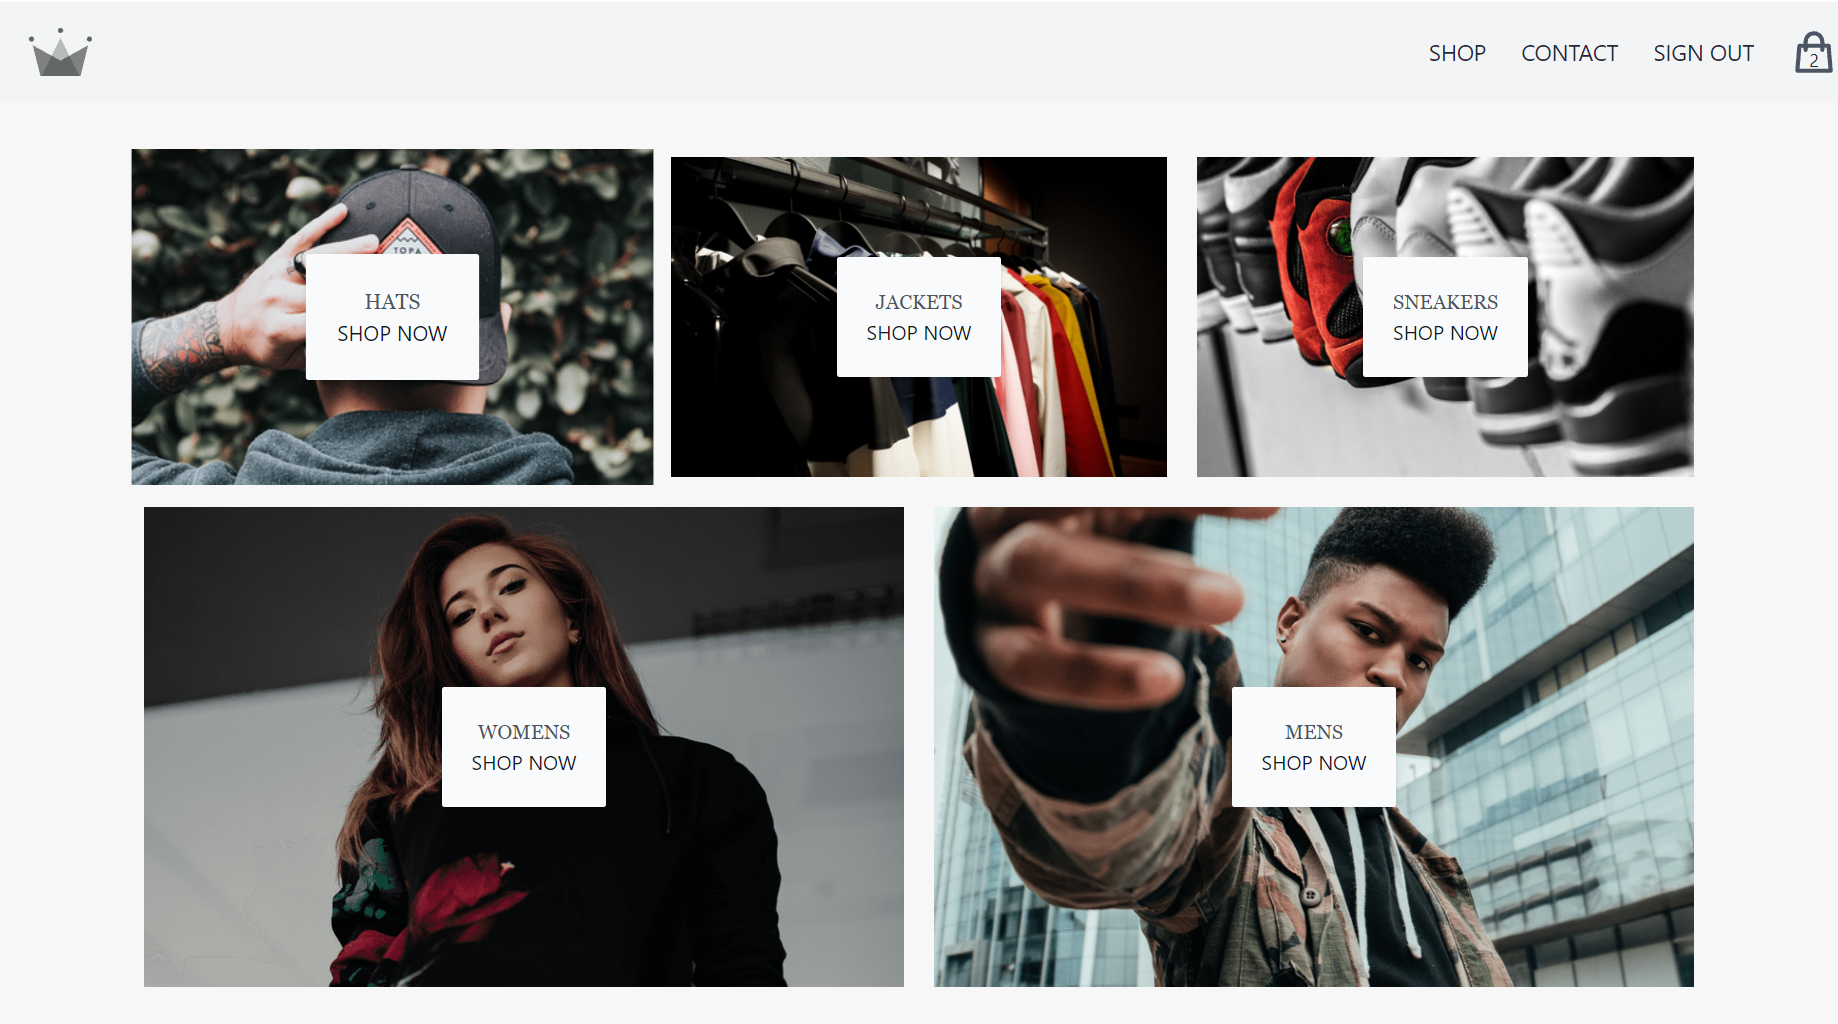 SHOP CONTACT SIGN OUT 2
TOPA
HATS
SHOP NOW
JACKETS
SHOP NOW
SNEAKERS
SHOP NOW
WOMENS
SHOP NOW
MENS
SHOP NOW